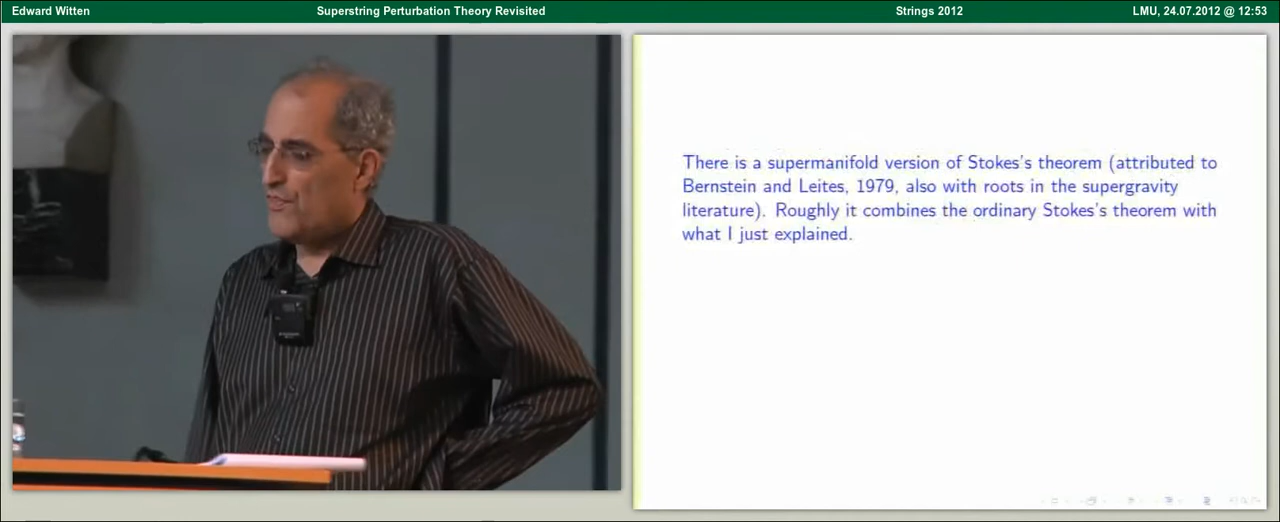 Edward Witten Superstring Perturbation Theory Revisited Strings 2012 LMU, 24.07.2012 @ 12:53
There is a supermanifold version of Stokes's theorem (attributed to
Bernstein and Leites, 1979, also with roots in the supergravity
literature). Roughly it combines the ordinary Stokes's theorem with
what I just explained.